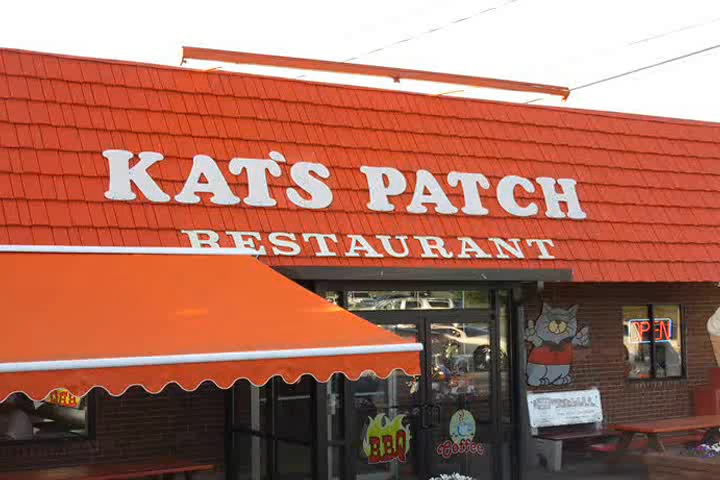 KAT'S PATCH
RESTAURANT
OPEN
BBQ
BBQ
Coffee